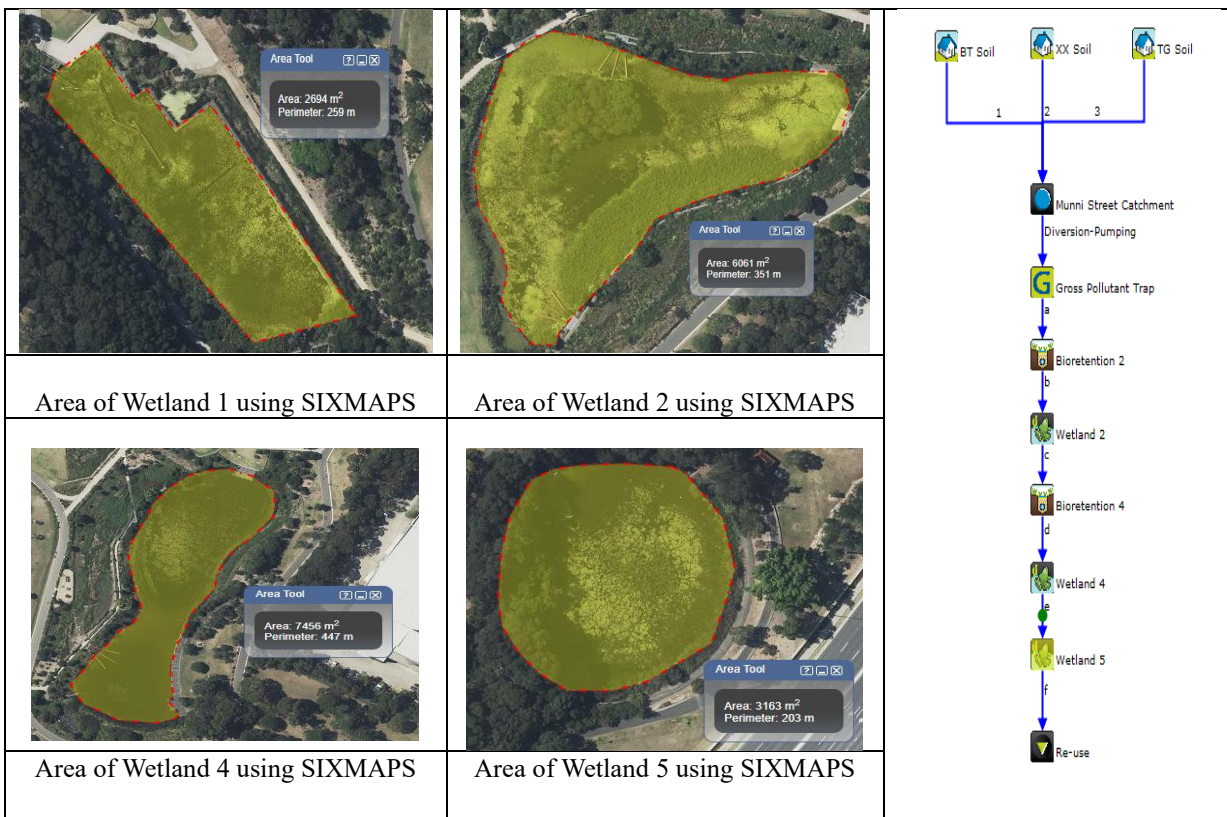 Area Tool
Area: 2694 m²
Perimeter: 259 m
Area of Wetland 1 using SIXMAPS
Area Tool
Area: 6061 m²
Perimeter: 351 m
Area of Wetland 2 using SIXMAPS
Area Tool
Area: 7456 m²
Perimeter: 447 m
Area of Wetland 4 using SIXMAPS
Area Tool
Area: 3163 m²
Perimeter: 203 m
Area of Wetland 5 using SIXMAPS
BT Soil
XX Soil
TG Soil
1
2
3
Munni Street Catchment
Diversion-Pumping
G Gross Pollutant Trap
a
Bioretention 2
b
Wetland 2
c
Bioretention 4
d
Wetland 4
e
Wetland 5
f
Re-use